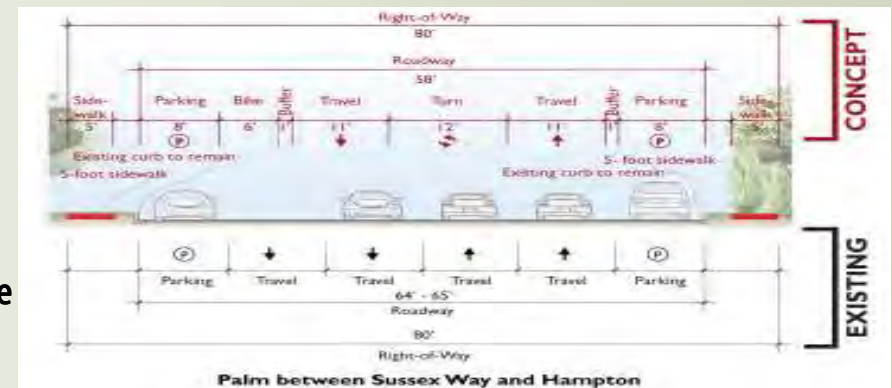 Right-of-Way
80'
Roadway
58'
Side-walk Parking Bike Buffer Travel Turn Travel Buffer Parking Side-walk
5' 8' 6' 1' 11' 12' 11' 1' 8'
P P
Existing curb to remain
5-foot sidewalk
5- foot sidewalk
Existing curb to remain
CONCEPT
P P
Parking Travel Travel Travel Travel Parking
64' - 65'
Roadway
80'
Right-of-Way
EXISTING
e
Palm between Sussex Way and Hampton